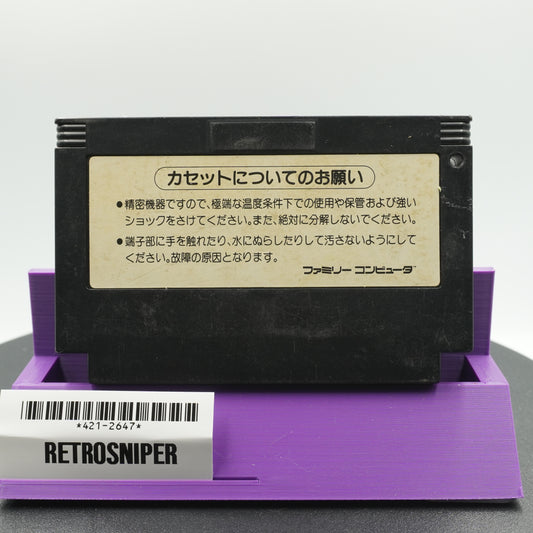 カセットについてのお願い
●精密機器ですので、極端な温度条件下での使用や保管および強い
ショックをさけてください。また、絶対に分解しないでください。
●端子部に手を触れたり、水にぬらしたりして汚さないようにして
ください。故障の原因となります。
ファミリー コンピュータ
*421-2647*
RETROSNIPER